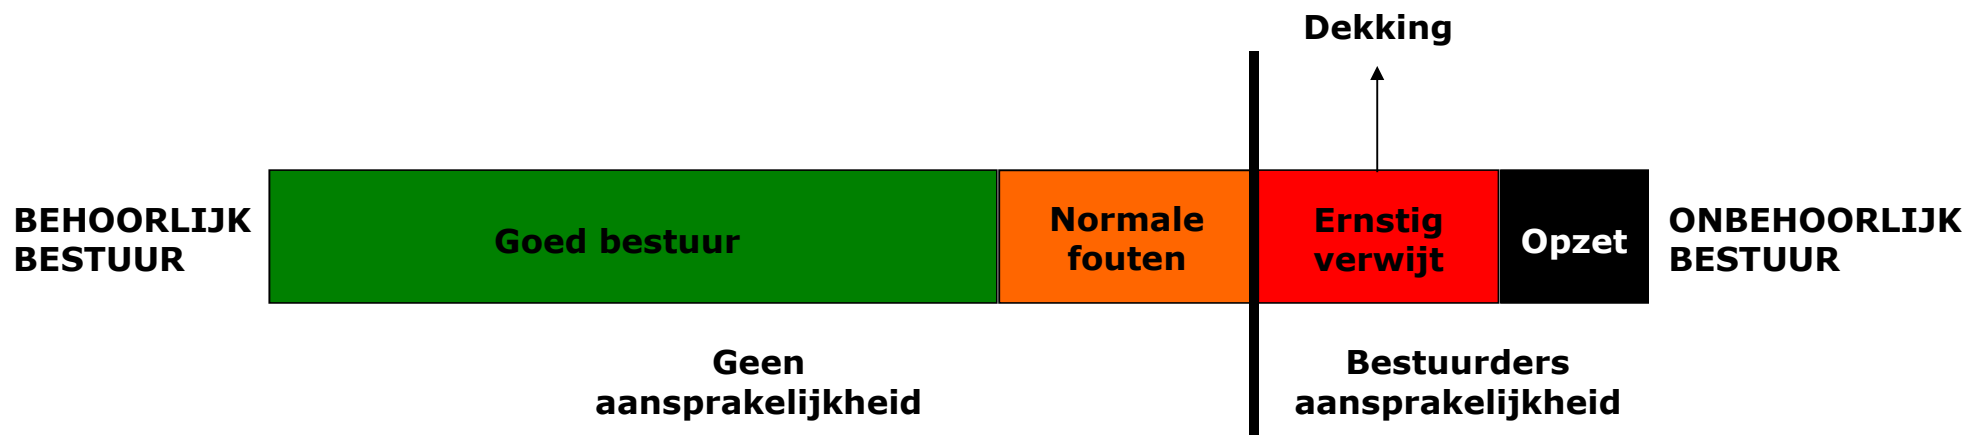 Dekking
BEHOORLIJK
BESTUUR
Goed bestuur
Normale
fouten
Ernstig
verwijt
Opzet
ONBEHOORLIJK
BESTUUR
Geen
aansprakelijkheid
Bestuurders
aansprakelijkheid